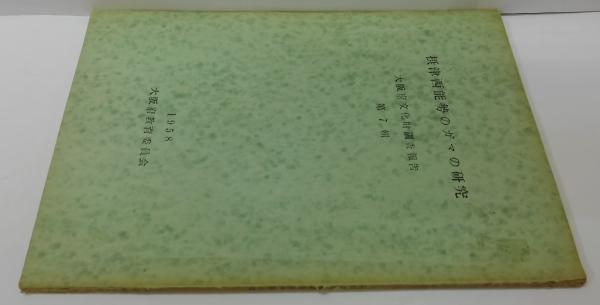 摂津西能勢のガマの研究
大阪府文化財調査報告
第7輯
1958
大阪府教育委員会